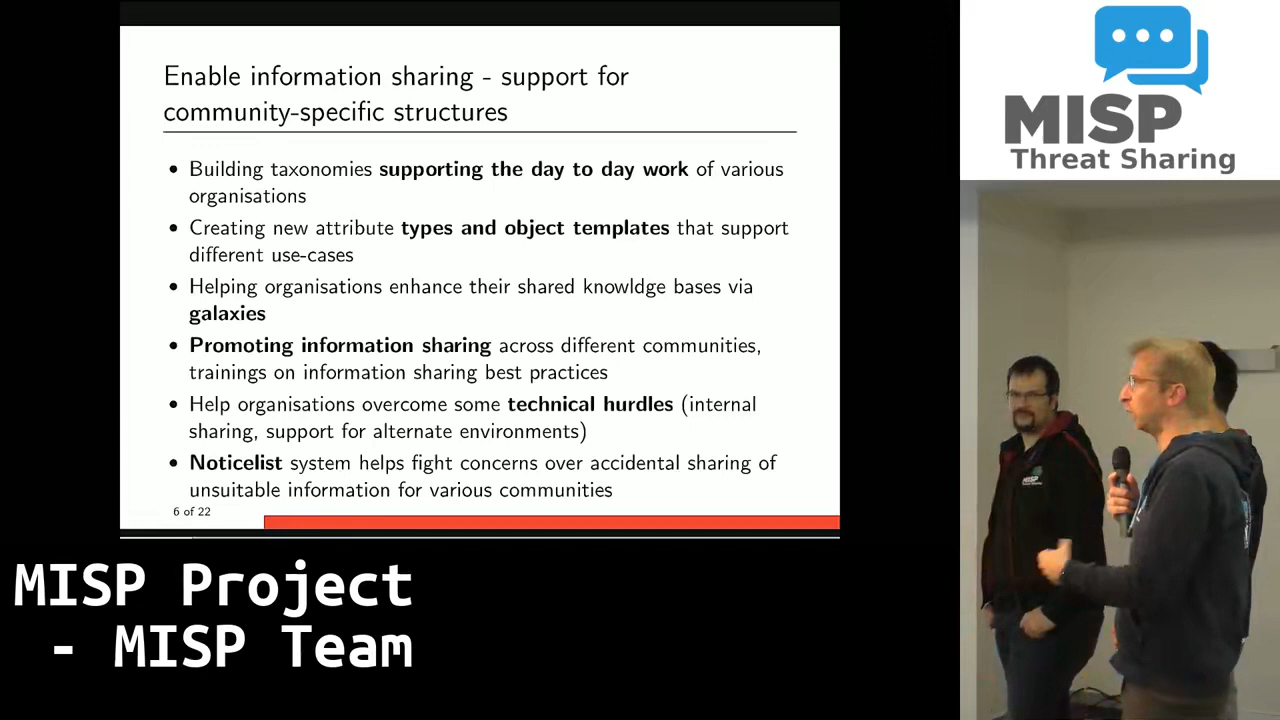 Enable information sharing - support for
community-specific structures
• Building taxonomies supporting the day to day work of various
organisations
• Creating new attribute types and object templates that support
different use-cases
• Helping organisations enhance their shared knowldge bases via
galaxies
• Promoting information sharing across different communities,
trainings on information sharing best practices
• Help organisations overcome some technical hurdles (internal
sharing, support for alternate environments)
• Noticelist system helps fight concerns over accidental sharing of
unsuitable information for various communities
6 of 22
MISP Project
- MISP Team
MISP
Threat Sharing
MISP